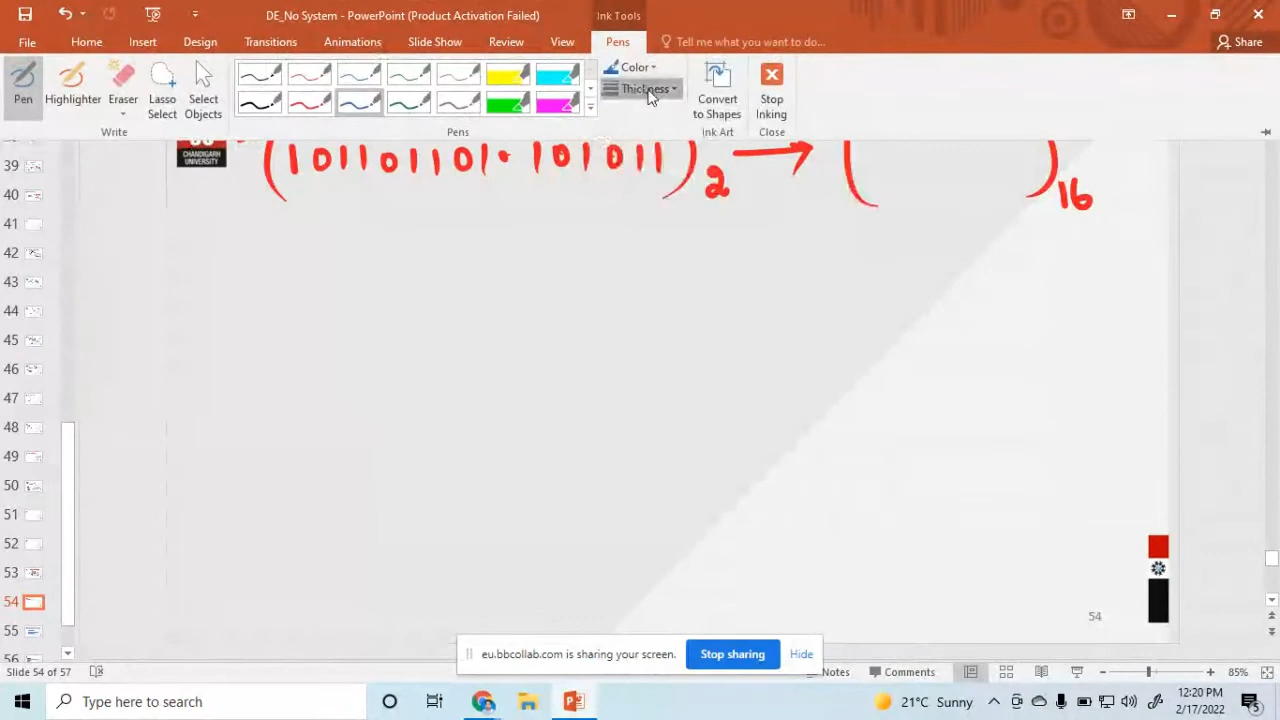 DE_No System - PowerPoint (Product Activation Failed)
Ink Tools
File Home Insert Design Transitions Animations Slide Show Review View Pens Tell me what you want to do... Share
Pen Highlighter Eraser Lasso Select Select Objects
Color
Thickness
Convert to Shapes
Stop Inking
Write Pens Ink Art Close
39
40
41
42
43
44
45
46
47
48
49
50
51
52
53
54
55
CHANDIGARH
UNIVERSITY
(101101101.101011)2 → ( )16
54
eu.bbcollab.com is sharing your screen. Stop sharing Hide
Slide 54 of 57 Notes Comments 85%
Type here to search 21°C Sunny 12:20 PM
2/17/2022 5